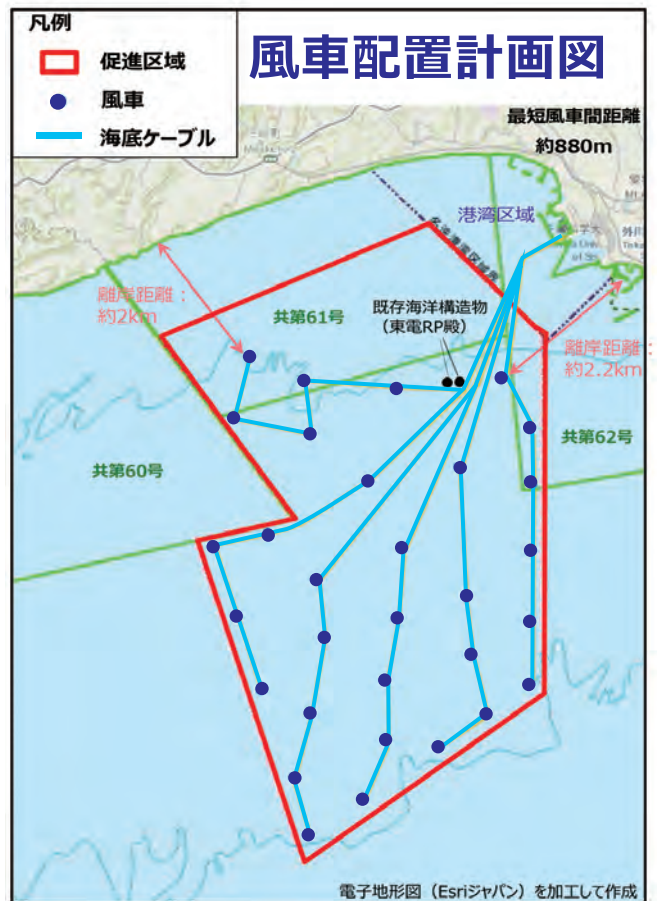 凡例
促進区域
風車
海底ケーブル
風車配置計画図
最短風車間距離
約880m
港湾区域
離岸距離：
約2km
共第61号
既存海洋構造物
（東電RP殿）
離岸距離：
約2.2km
共第62号
共第60号
電子地形図（Esriジャパン）を加工して作成